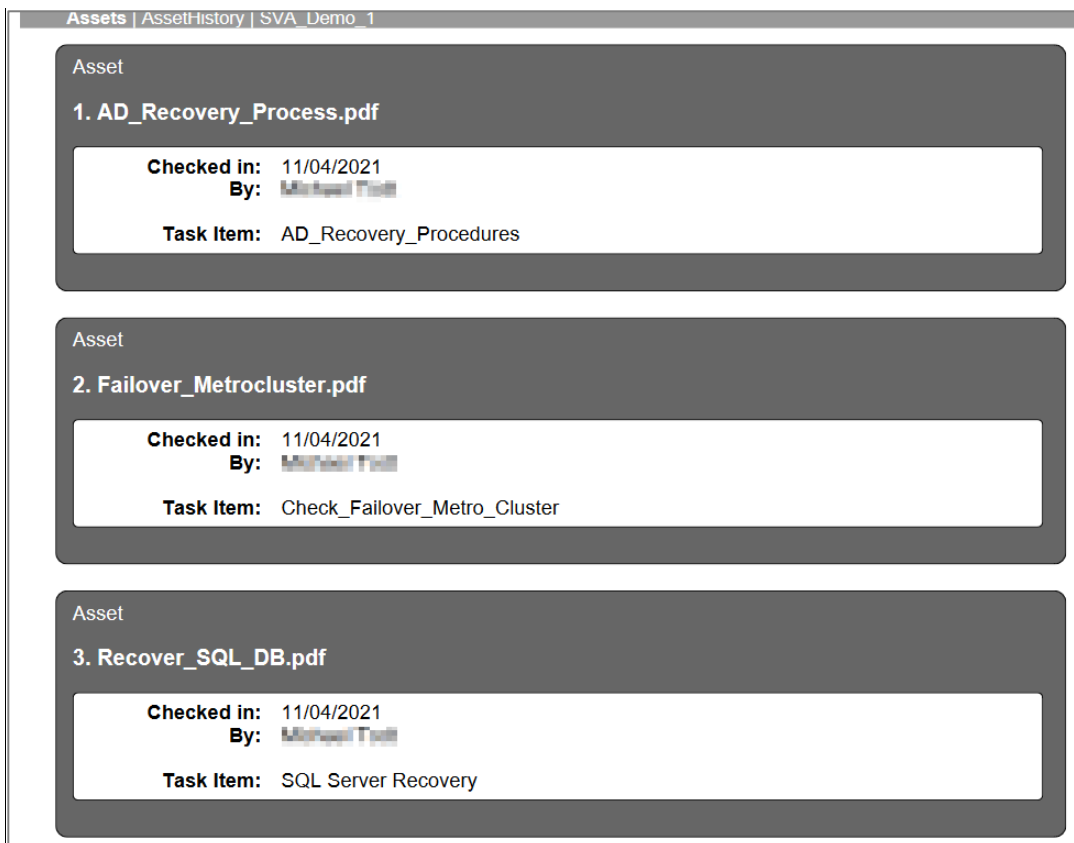 Assets | AssetHistory | SVA_Demo_1
Asset
1. AD_Recovery_Process.pdf
Checked in: 11/04/2021
By:
Task Item: AD_Recovery_Procedures
Asset
2. Failover_Metrocluster.pdf
Checked in: 11/04/2021
By:
Task Item: Check_Failover_Metro_Cluster
Asset
3. Recover_SQL_DB.pdf
Checked in: 11/04/2021
By:
Task Item: SQL Server Recovery